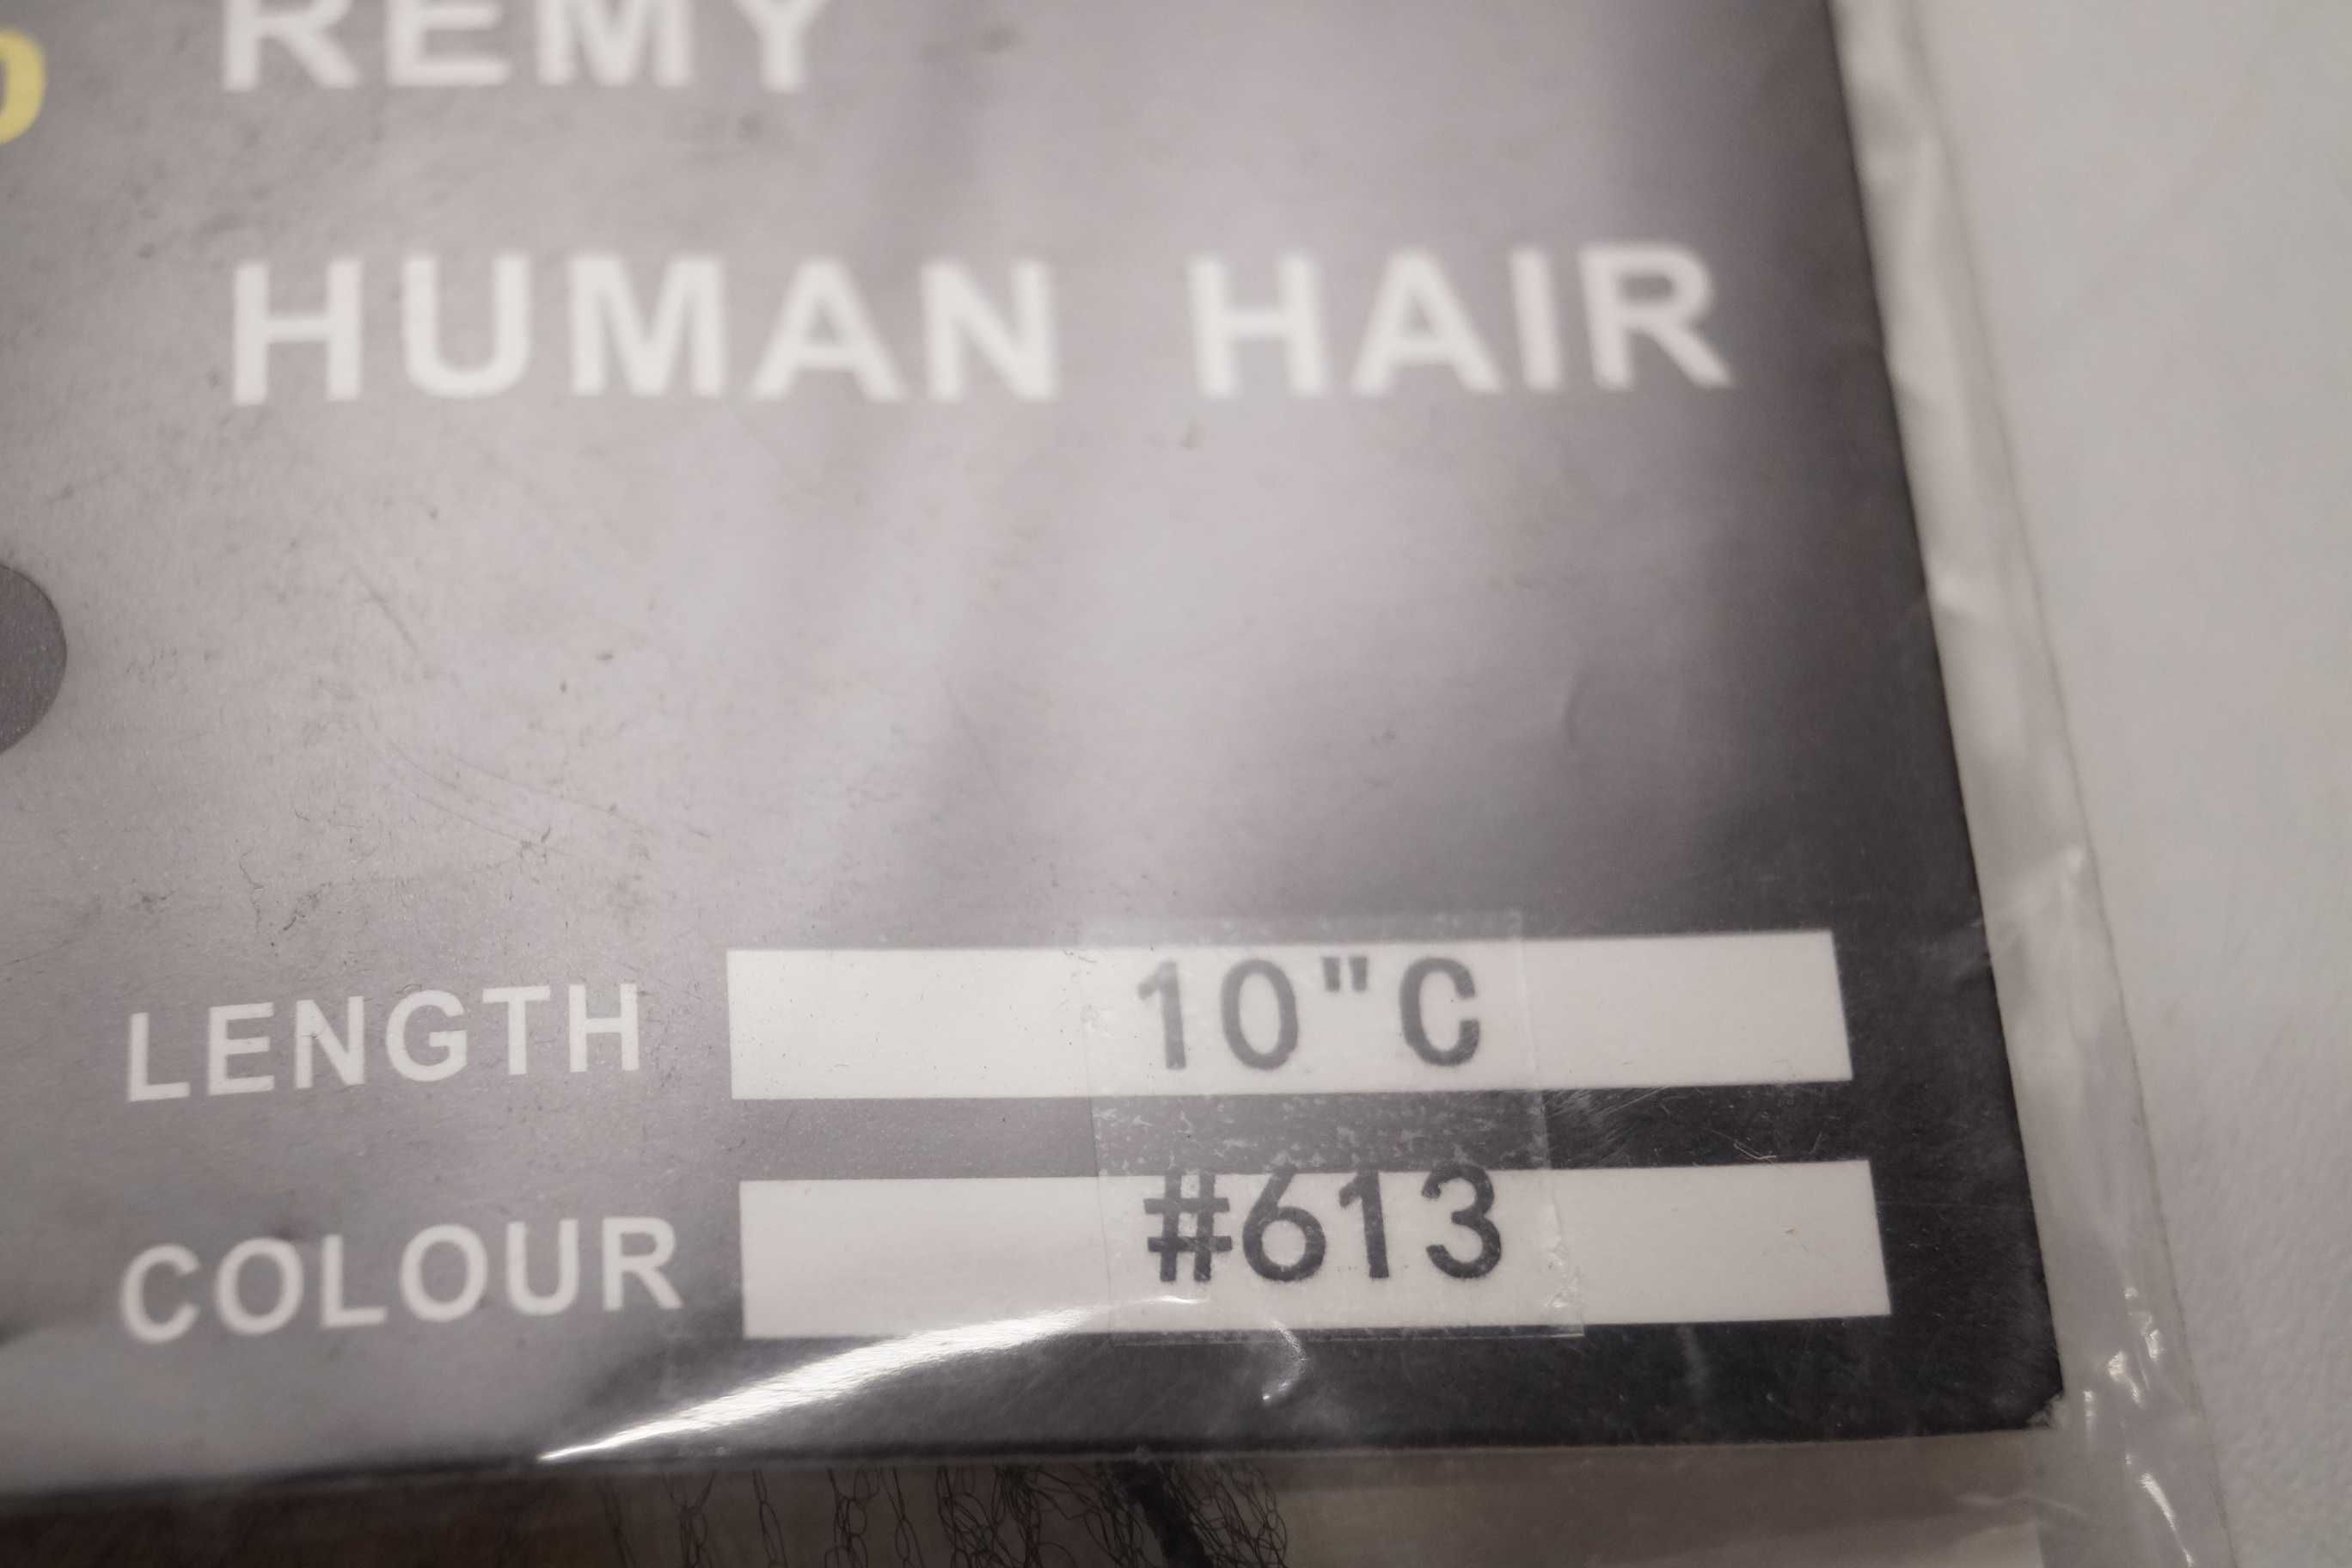 REMY
HUMAN HAIR
LENGTH 10"C
COLOUR #613